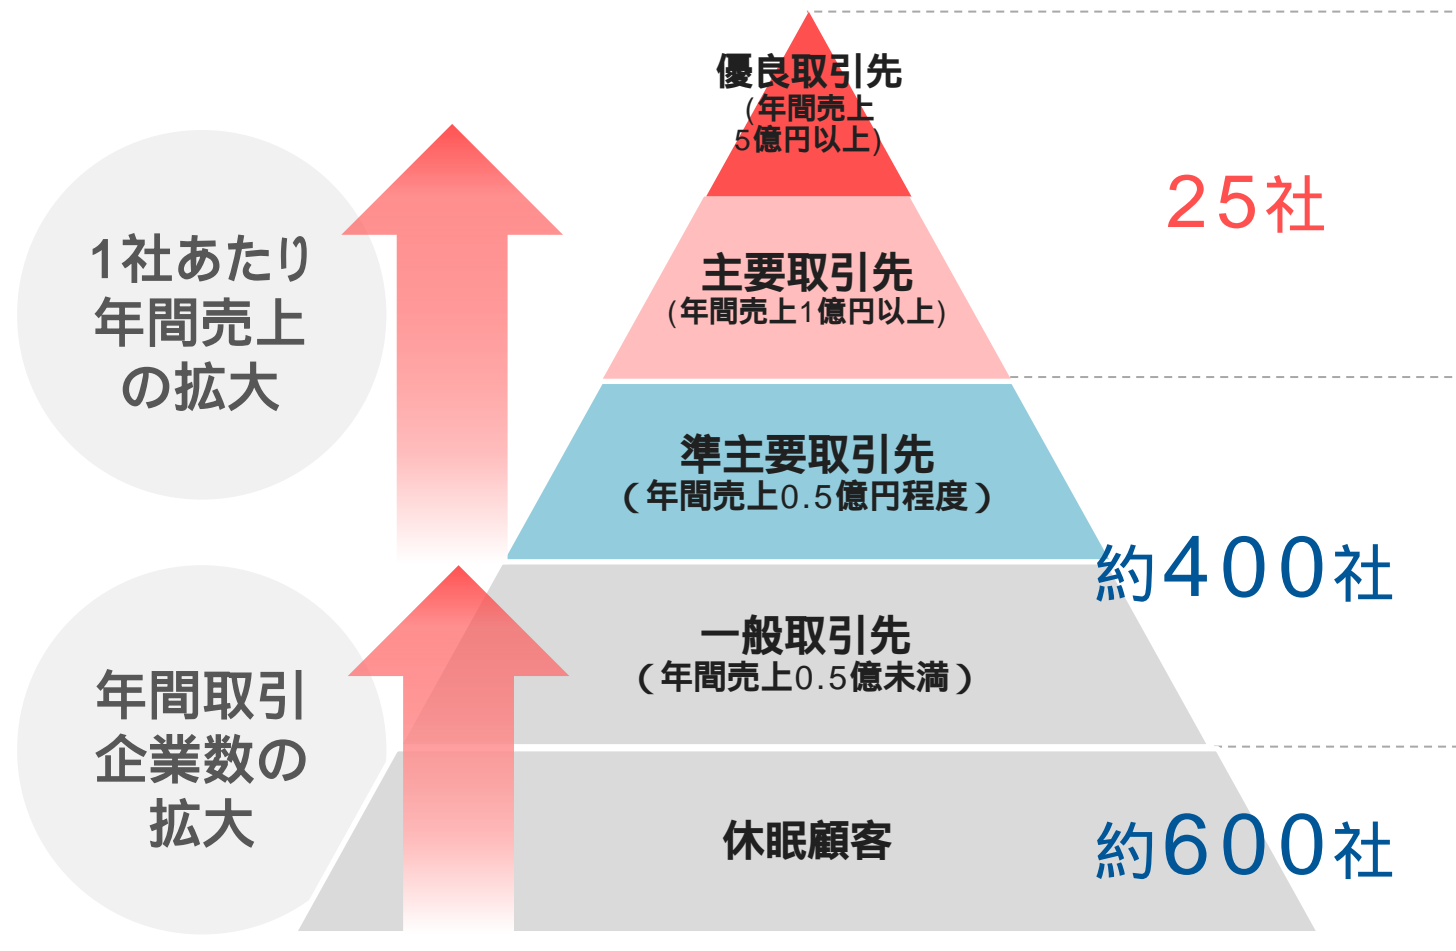 優良取引先
(年間売上
5億円以上)
25社
1社あたり
年間売上
の拡大
主要取引先
(年間売上1億円以上)
準主要取引先
(年間売上0.5億円程度)
約400社
一般取引先
(年間売上0.5億未満)
年間取引
企業数の
拡大
休眠顧客
約600社